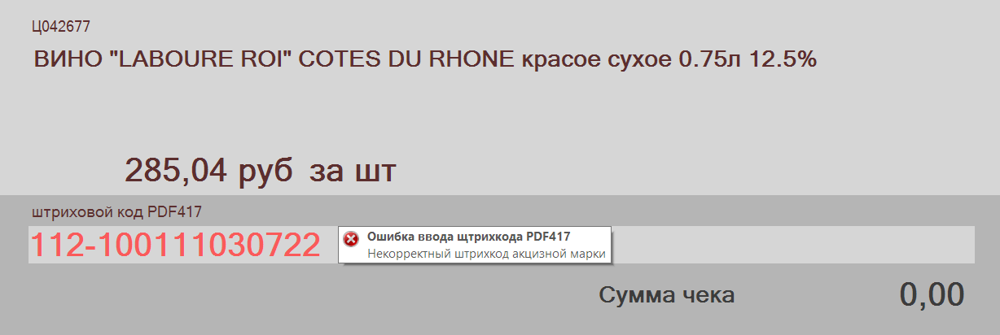 Ц042677
ВИНО "LABOURE ROI" COTES DU RHONE красое сухое 0.75л 12.5%
285,04 руб за шт
штриховой код PDF417
112-100111030722
Ошибка ввода щтрихкода PDF417
Некорректный штрихкод акцизной марки
Сумма чека 0,00